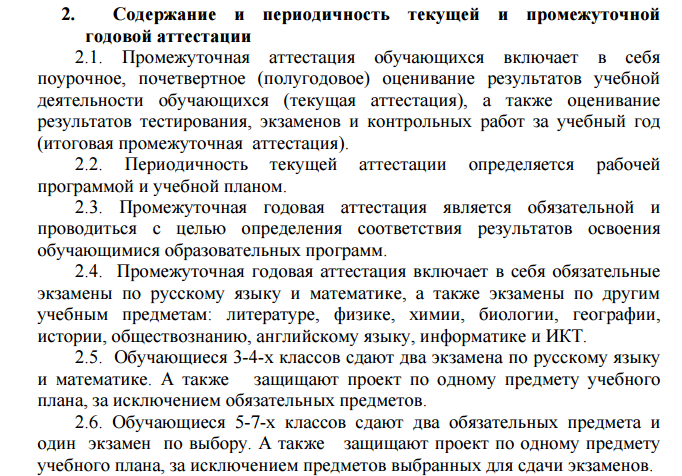 2. Содержание и периодичность текущей и промежуточной
годовой аттестации
2.1. Промежуточная аттестация обучающихся включает в себя
поурочное, почетвертное (полугодовое) оценивание результатов учебной
деятельности обучающихся (текущая аттестация), а также оценивание
результатов тестирования, экзаменов и контрольных работ за учебный год
(итоговая промежуточная аттестация).
2.2. Периодичность текущей аттестации определяется рабочей
программой и учебной планом.
2.3. Промежуточная годовая аттестация является обязательной и
проводиться с целью определения соответствия результатов освоения
обучающимися образовательных программ.
2.4. Промежуточная годовая аттестация включает в себя обязательные
экзамены по русскому языку и математике, а также экзамены по другим
учебным предметам: литературе, физике, химии, биологии, географии,
истории, обществознанию, английскому языку, информатике и ИКТ.
2.5. Обучающиеся 3-4-х классов сдают два экзамена по русскому языку
и математике. А также защищают проект по одному предмету учебного
плана, за исключением обязательных предметов.
2.6. Обучающиеся 5-7-х классов сдают два обязательных предмета и
один экзамен по выбору. А также защищают проект по одному предмету
учебного плана, за исключением предметов выбранных для сдачи экзаменов.